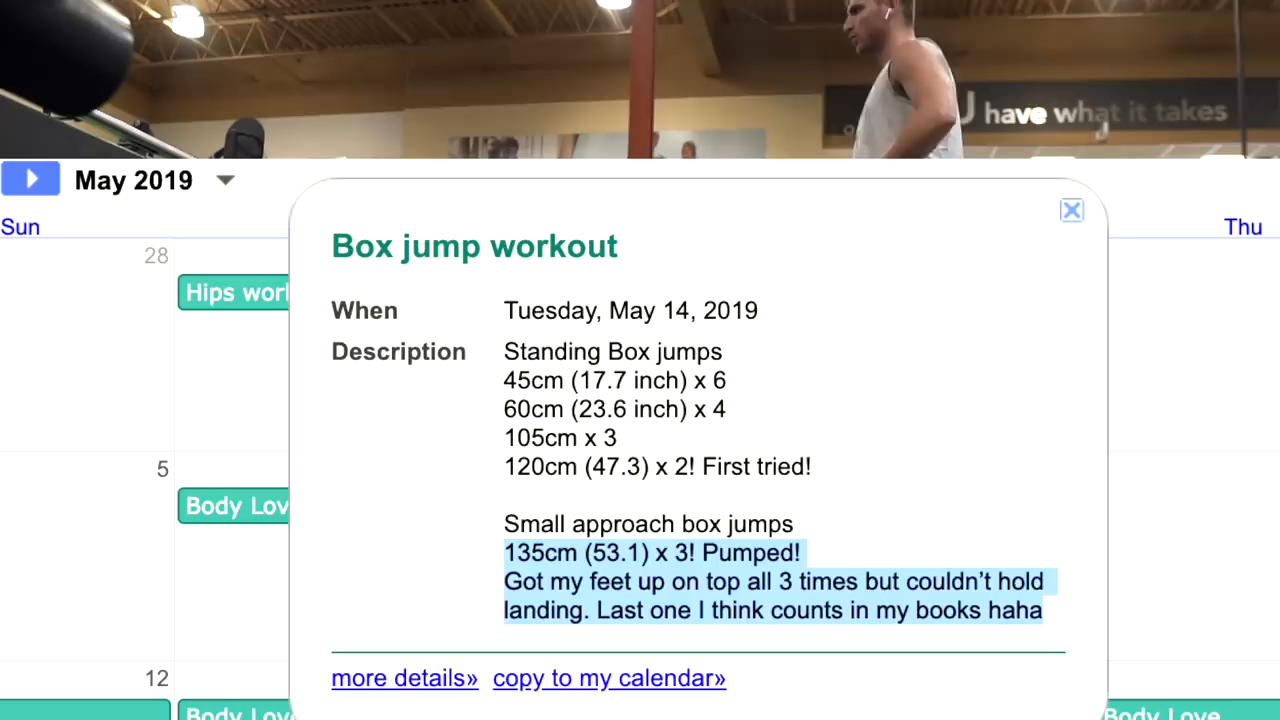 J have what it takes
May 2019
Sun
Thu
28
Hips wor
5
Body Lov
12
Body Lov
Body Love
Box jump workout
When Tuesday, May 14, 2019
Description Standing Box jumps
45cm (17.7 inch) x 6
60cm (23.6 inch) x 4
105cm x 3
120cm (47.3) x 2! First tried!
Small approach box jumps
135cm (53.1) x 3! Pumped!
Got my feet up on top all 3 times but couldn’t hold
landing. Last one I think counts in my books haha
more details» copy to my calendar»